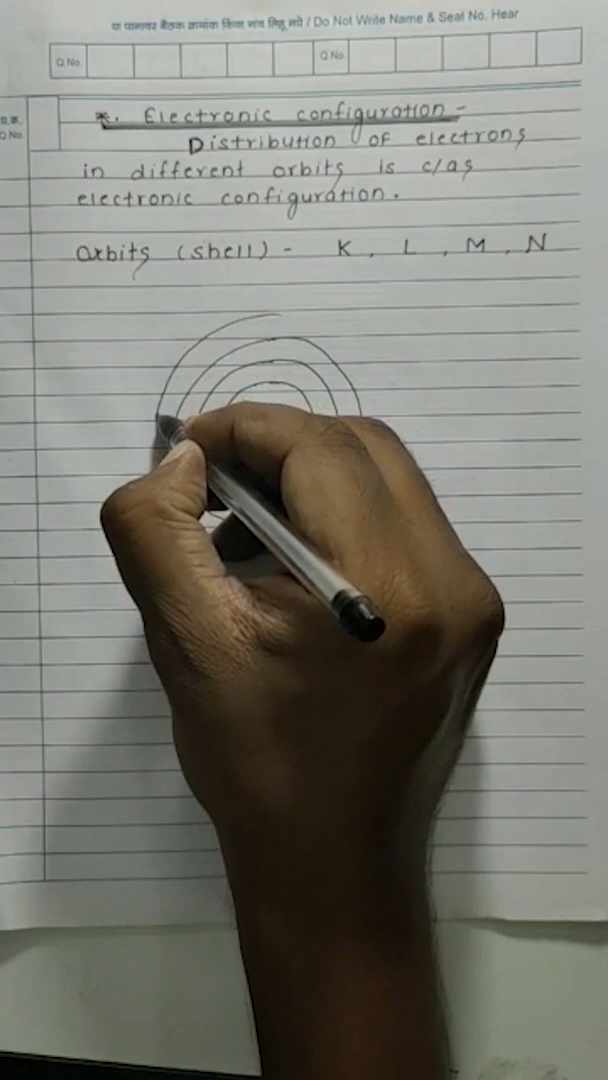 या पानावर बैठक क्रमांक किंवा नांव लिहू नये / Do Not Write Name & Seat No. Hear
Q.No. Q.No.
प्र.क्र.
Q.No.
*. Electronic configuration -
Distribution of electrons
in different orbits is c/as
electronic configuration.
orbits (shell) - K, L, M, N